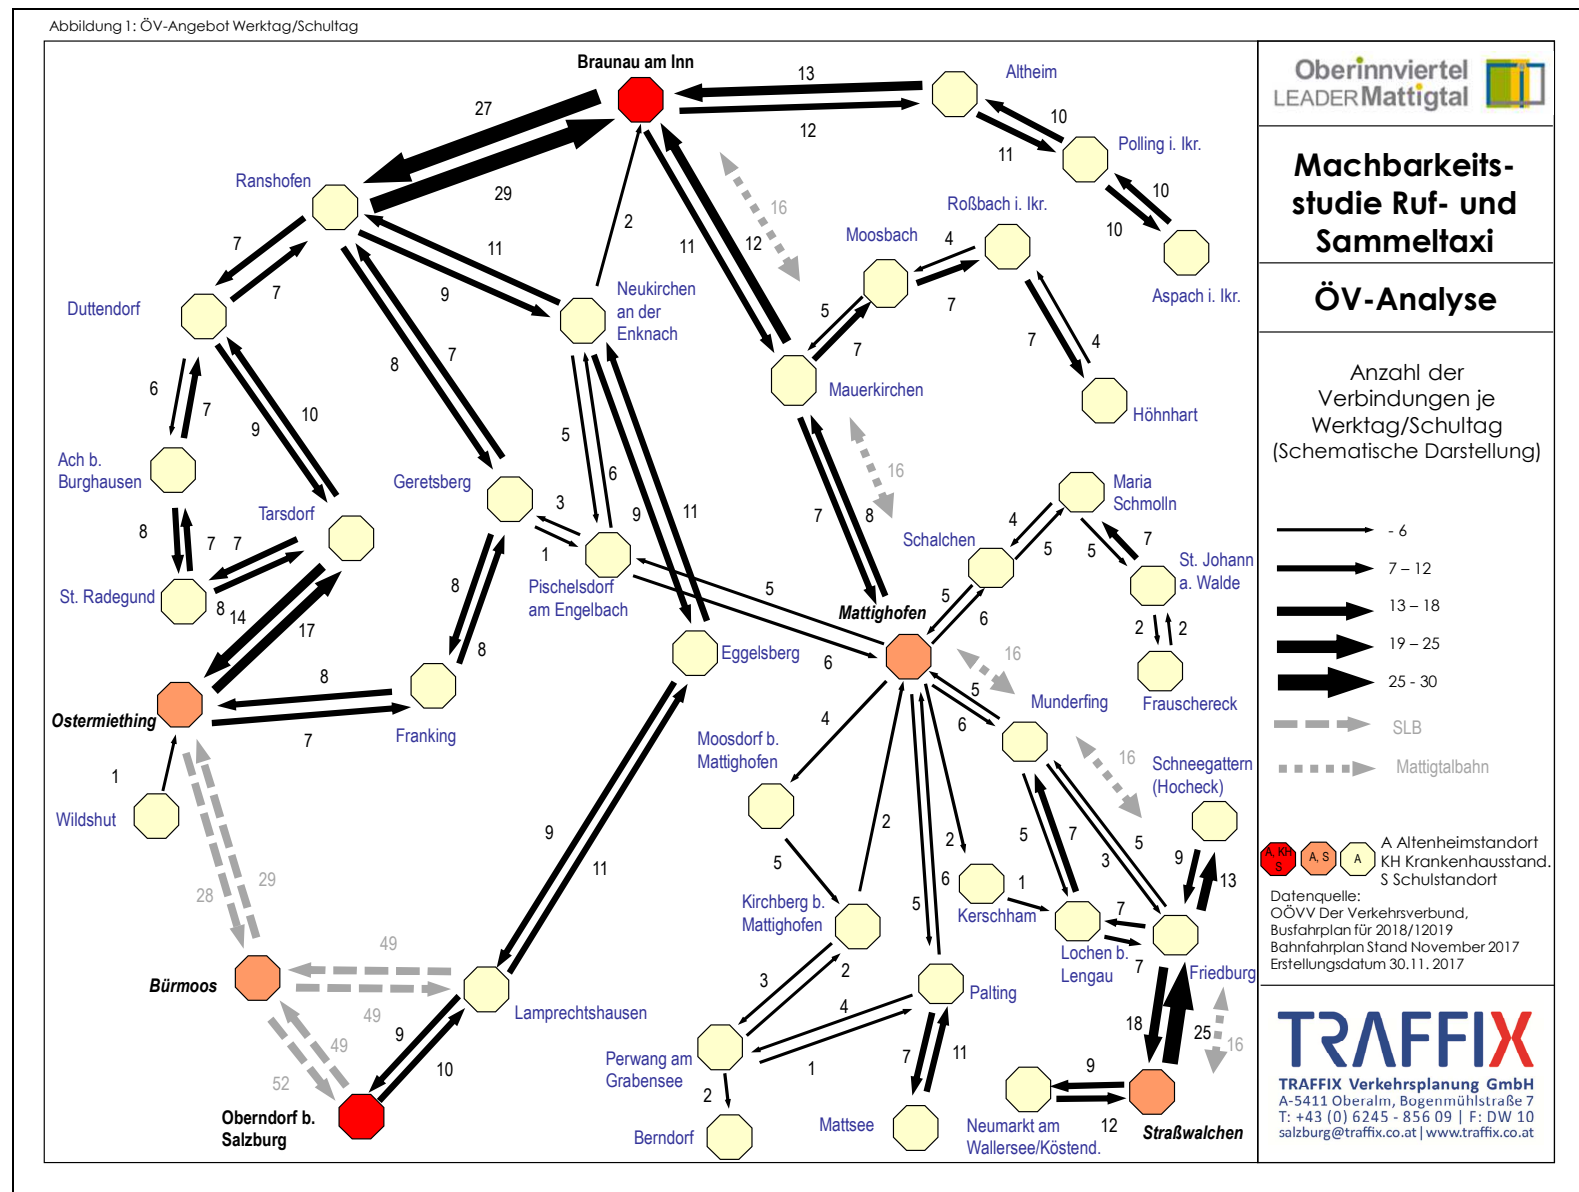 Abbildung 1: ÖV-Angebot Werktag/Schultag
Braunau am Inn
Altheim
13
12
27
29
10
11
Polling i. Ikr.
10
10
Aspach i. Ikr.
Ranshofen
2
11
12
16
Roßbach i. Ikr.
Moosbach
4
7
5
7
7
4
Höhnhart
7
7
11
9
Duttendorf
Neukirchen
an der
Enknach
Mauerkirchen
8
7
6
7
10
9
5
6
9
11
16
7
8
Ach b.
Burghausen
Geretsberg
3
1
Maria
Schmolln
4
5
5
7
Tarsdorf
8
7
7
8
Schalchen
St. Johann
a. Walde
St. Radegund
14
17
8
8
Pischelsdorf
am Engelbach
5
6
Mattighofen
5
6
2
2
Eggelsberg
16
Frauschereck
Ostermiething
8
7
Franking
4
5
6
Munderfing
Moosdorf b.
Mattighofen
16
Schneegattern
(Hocheck)
1
Wildshut
9
11
5
2
2
6
5
5
7
3
5
9
13
28
29
Kirchberg b.
Mattighofen
Kerschham
1
7
7
Lochen b.
Lengau
Friedburg
49
49
Bürmoos
Lamprechtshausen
3
2
4
1
Palting
18
25
16
49
52
9
10
Perwang am
Grabensee
2
7
11
9
12
Oberndorf b.
Salzburg
Berndorf
Mattsee
Neumarkt am
Wallersee/Köstend.
Straßwalchen
Oberinnviertel
LEADER Mattigtal
Machbarkeits-
studie Ruf- und
Sammeltaxi
ÖV-Analyse
Anzahl der
Verbindungen je
Werktag/Schultag
(Schematische Darstellung)
- 6
7 – 12
13 – 18
19 – 25
25 - 30
SLB
Mattigtalbahn
A, KH
S
A, S
A
A Altenheimstandort
KH Krankenhausstand.
S Schulstandort
Datenquelle:
OÖVV Der Verkehrsverbund,
Busfahrplan für 2018/12019
Bahnfahrplan Stand November 2017
Erstellungsdatum 30.11. 2017
TRAFFIX
TRAFFIX Verkehrsplanung GmbH
A-5411 Oberalm, Bogenmühlstraße 7
T: +43 (0) 6245 - 856 09 | F: DW 10
salzburg@traffix.co.at | www.traffix.co.at